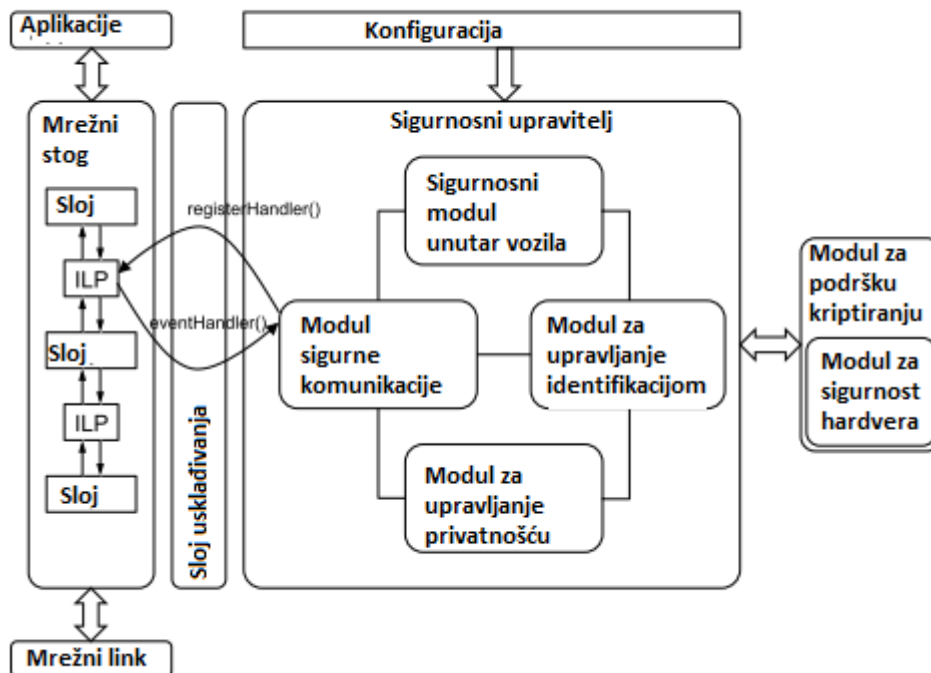 Aplikacije
Konfiguracija
Mrežni
stog
Sloj
ILP
Sloj
ILP
Sloj
registerHandler()
eventHandler()
Sloj usklađivanja
Sigurnosni upravitelj
Sigurnosni
modul
unutar vozila
Modul
sigurne
komunikacije
Modul za
upravljanje
identifikacijom
Modul za
upravljanje
privatnošću
Modul za
podršku
kriptiranju
Modul za
sigurnost
hardvera
Mrežni link